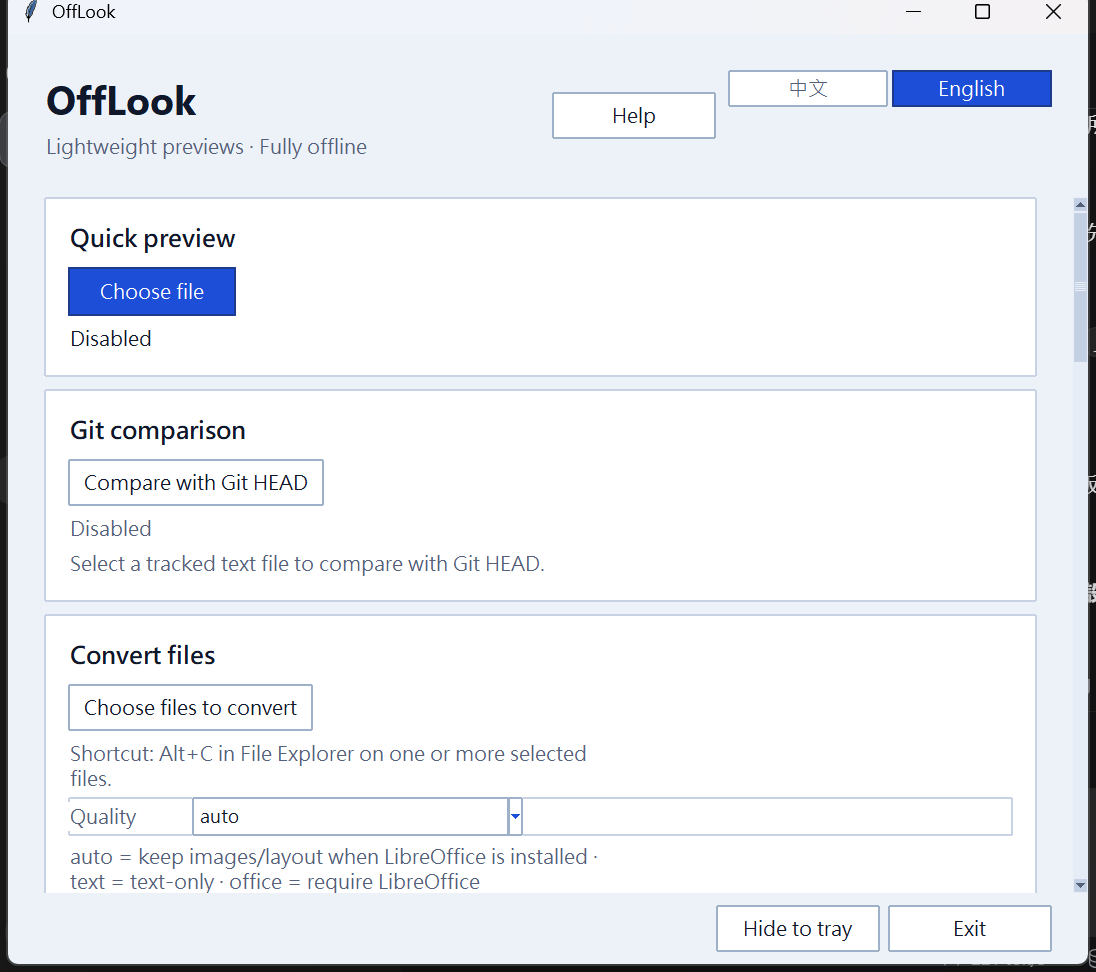 OffLook
OffLook
Lightweight previews · Fully offline
Help
中文
English
Quick preview
Choose file
Disabled
Git comparison
Compare with Git HEAD
Disabled
Select a tracked text file to compare with Git HEAD.
Convert files
Choose files to convert
Shortcut: Alt+C in File Explorer on one or more selected
files.
Quality
auto
auto = keep images/layout when LibreOffice is installed ·
text = text-only · office = require LibreOffice
Hide to tray
Exit